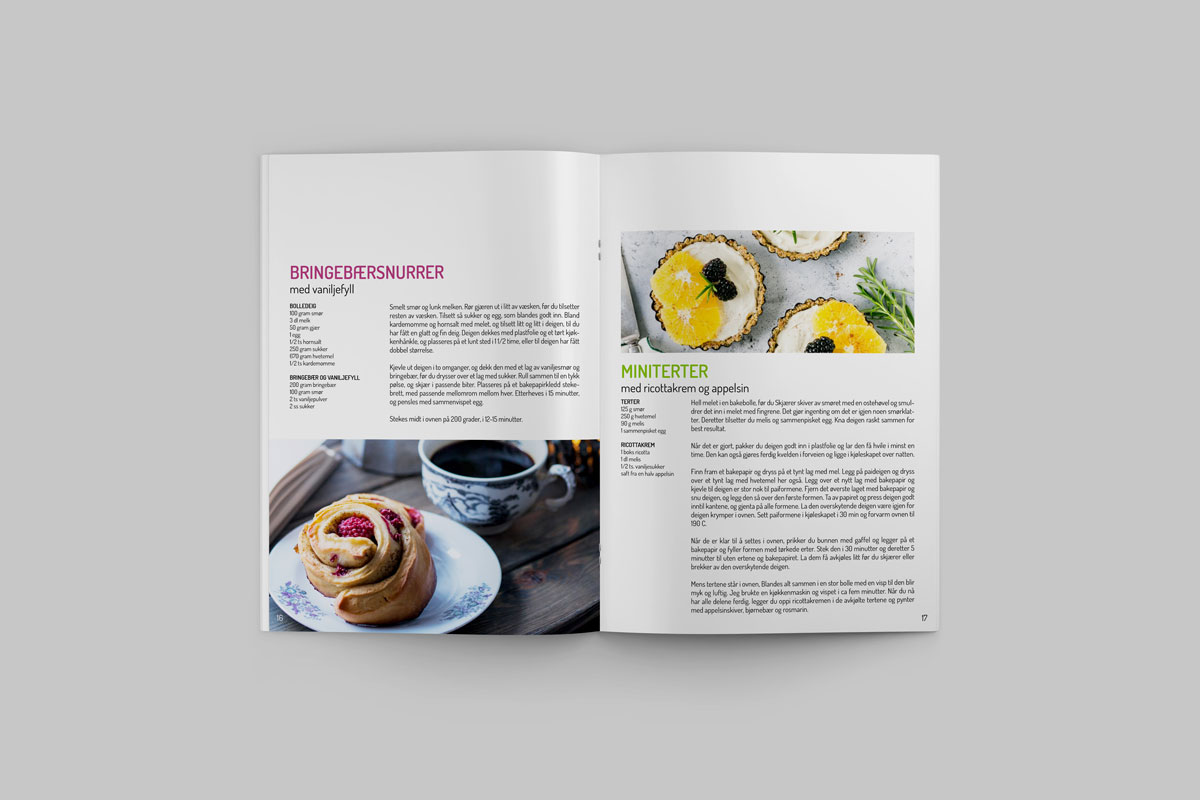 BRINGEBÆRSNURRER
med vaniljefyll
BOLLEDEIG
100 gram smør
3 dl melk
50 gram gjær
1 egg
1/2 ts hornsalt
250 gram sukker
670 gram hvetemel
1/2 ts kardemomme
BRINGEBÆR OG VANILJEFYLL
200 gram bringebær
100 gram smør
2 ts vaniljepulver
2 ss sukker
Smelt smør og lunk melken. Rør gjæren ut i litt av væsken, før du tilsetter
resten av væsken. Tilsett så sukker og egg, som blandes godt inn. Bland
kardemomme og hornsalt med melet, og tilsett litt og litt i deigen, til du
har fått en glatt og fin deig. Deigen dekkes med plastfolie og et tørt kjøk-
kenhånkle, og plasseres på et lunt sted i 1 1/2 time, eller til deigen har fått
dobbel størrelse.
Kjevle ut deigen i to omganger, og dekk den med et lag av vaniljesmør og
bringebær, før du drysser over et lag med sukker. Rull sammen til en tykk
pølse, og skjær i passende biter. Plasseres på et bakepapirkledd steke-
brett, med passende mellomrom mellom hver. Etterheves i 15 minutter,
og pensles med sammenvispet egg.
Stekes midt i ovnen på 200 grader, i 12-15 minutter.
16
MINITERTER
med ricottakrem og appelsin
TERTER
125 g smør
250 g hvetemel
90 g melis
1 sammenpisket egg
RICOTTAKREM
1 boks ricotta
1 dl melis
1/2 ts. vaniljesukker
saft fra en halv appelsin
Hell melet i en bakebolle, før du Skjærer skiver av smøret med en ostehøvel og smul-
drer det inn i melet med fingrene. Det gjør ingenting om det er igjen noen smørklat-
ter. Deretter tilsetter du melis og sammenpisket egg. Kna deigen raskt sammen for
best resultat.
Når det er gjort, pakker du deigen godt inn i plastfolie og lar den få hvile i minst en
time. Den kan også gjøres ferdig kvelden i forveien og ligge i kjøleskapet over natten.
Finn fram et bakepapir og dryss på et tynt lag med mel. Legg på paideigen og dryss
over et tynt lag med hvetemel her også. Legg over et nytt lag med bakepapir og
kjevle til deigen er stor nok til paiformene. Fjern det øverste laget med bakepapir og
snu deigen, og legg den så over den første formen. Ta av papiret og press deigen godt
inntil kantene, og gjenta på alle formene. La den overskytende deigen være igjen for
deigen krymper i ovnen. Sett paiformene i kjøleskapet i 30 min og forvarm ovnen til
190 C.
Når de er klar til å settes i ovnen, prikker du bunnen med gaffel og legger på et
bakepapir og fyller formen med tørkede erter. Stek den i 30 minutter og deretter 5
minutter til uten ertene og bakepapiret. La dem få avkjøles litt før du skjærer eller
brekker av den overskytende deigen.
Mens tertene står i ovnen, Blandes alt sammen i en stor bolle med en visp til den blir
myk og luftig. Jeg brukte en kjøkkenmaskin og vispet i ca fem minutter. Når du nå
har alle delene ferdig, legger du oppi ricottakremen i de avkjølte tertene og pynter
med appelsinskiver, bjørnebær og rosmarin.
17